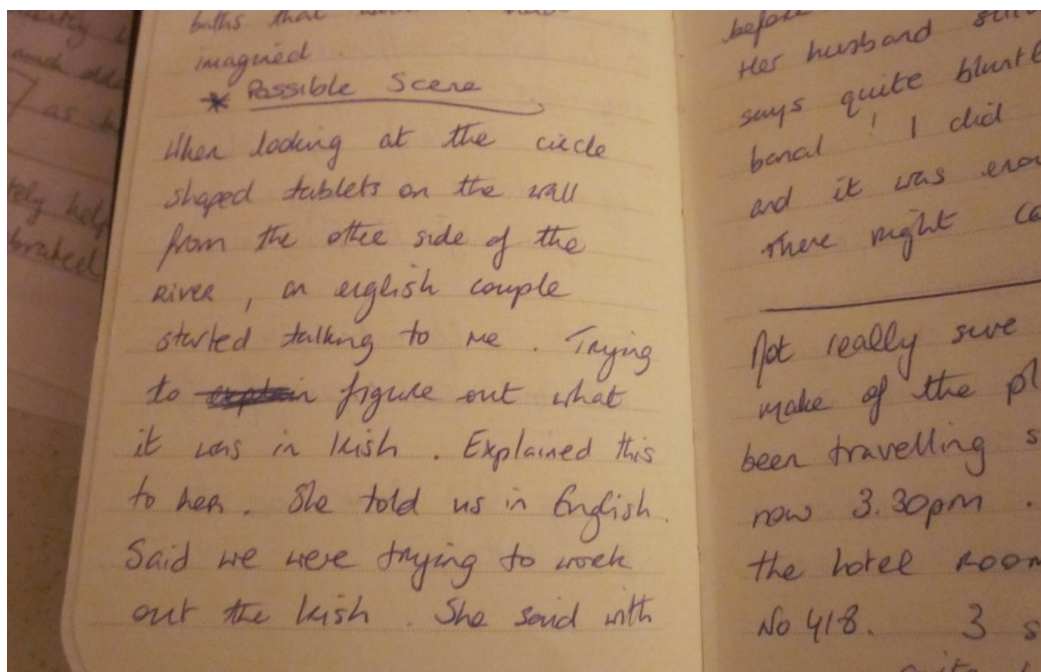 baths that
imagined.
* Possible Scene
When looking at the circle
shaped tablets on the wall
from the other side of the
River, an english couple
started talking to me. Trying
to figure out what
it was in Irish. Explained this
to her. She told us in English.
Said we were trying to work
out the Irish. She said with
before
Her husband
says quite
banal! I did
and it was
There might
Not really sure
make of the
been travelling
now 3.30pm.
the hotel room
No 418. 3